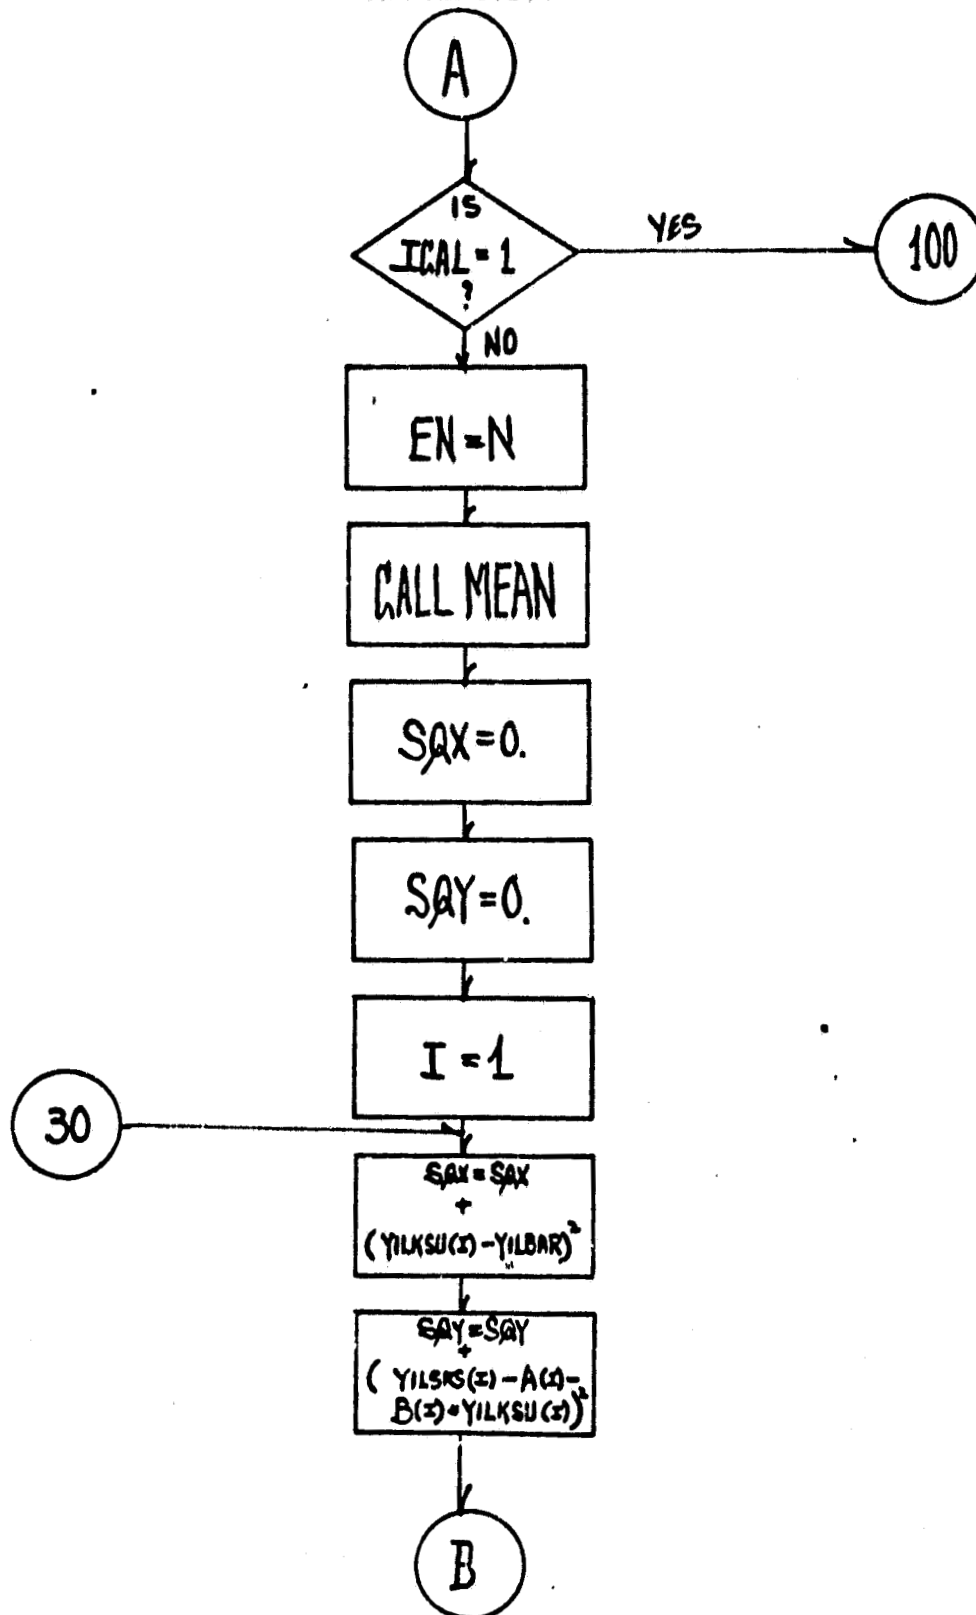 A
IS
ICAL = 1
?
YES
100
NO
EN = N
CALL MEAN
SQX = 0.
SQY = 0.
I = 1
30
SQX = SQX
+
(YILKSU(I) - YILBAR)²
SQY = SQY
+
( YILSRS(I) - A(I) -
B(I) * YILKSU(I))²
B